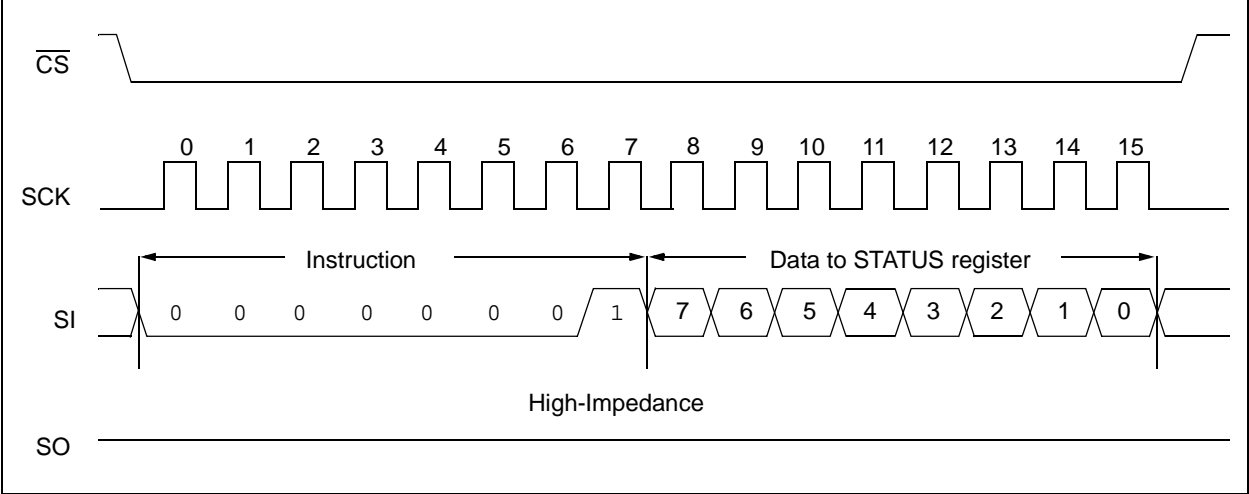 CS
0 1 2 3 4 5 6 7 8 9 10 11 12 13 14 15
SCK
Instruction Data to STATUS register
SI 0 0 0 0 0 0 0 1 7 6 5 4 3 2 1 0
High-Impedance
SO